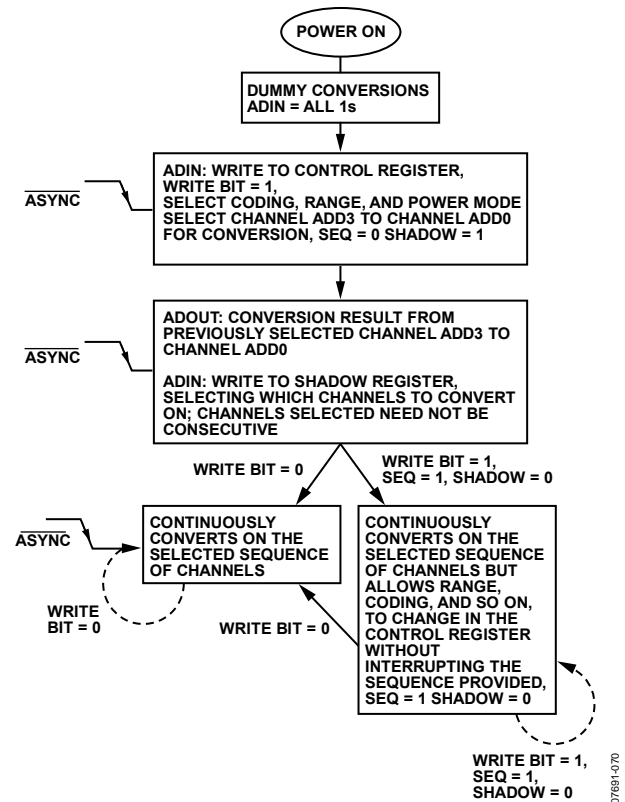 POWER ON
DUMMY CONVERSIONS
ADIN = ALL 1s
ASYNC
ADIN: WRITE TO CONTROL REGISTER,
WRITE BIT = 1,
SELECT CODING, RANGE, AND POWER MODE
SELECT CHANNEL ADD3 TO CHANNEL ADD0
FOR CONVERSION, SEQ = 0 SHADOW = 1
ASYNC
ADOUT: CONVERSION RESULT FROM
PREVIOUSLY SELECTED CHANNEL ADD3 TO
CHANNEL ADD0
ADIN: WRITE TO SHADOW REGISTER,
SELECTING WHICH CHANNELS TO CONVERT
ON; CHANNELS SELECTED NEED NOT BE
CONSECUTIVE
WRITE BIT = 0
WRITE BIT = 1,
SEQ = 1, SHADOW = 0
ASYNC
CONTINUOUSLY
CONVERTS ON THE
SELECTED SEQUENCE
OF CHANNELS
WRITE
BIT = 0
WRITE BIT = 0
CONTINUOUSLY
CONVERTS ON THE
SELECTED SEQUENCE
OF CHANNELS BUT
ALLOWS RANGE,
CODING, AND SO ON,
TO CHANGE IN THE
CONTROL REGISTER
WITHOUT
INTERRUPTING THE
SEQUENCE PROVIDED,
SEQ = 1 SHADOW = 0
WRITE BIT = 1,
SEQ = 1,
SHADOW = 0
07691-070